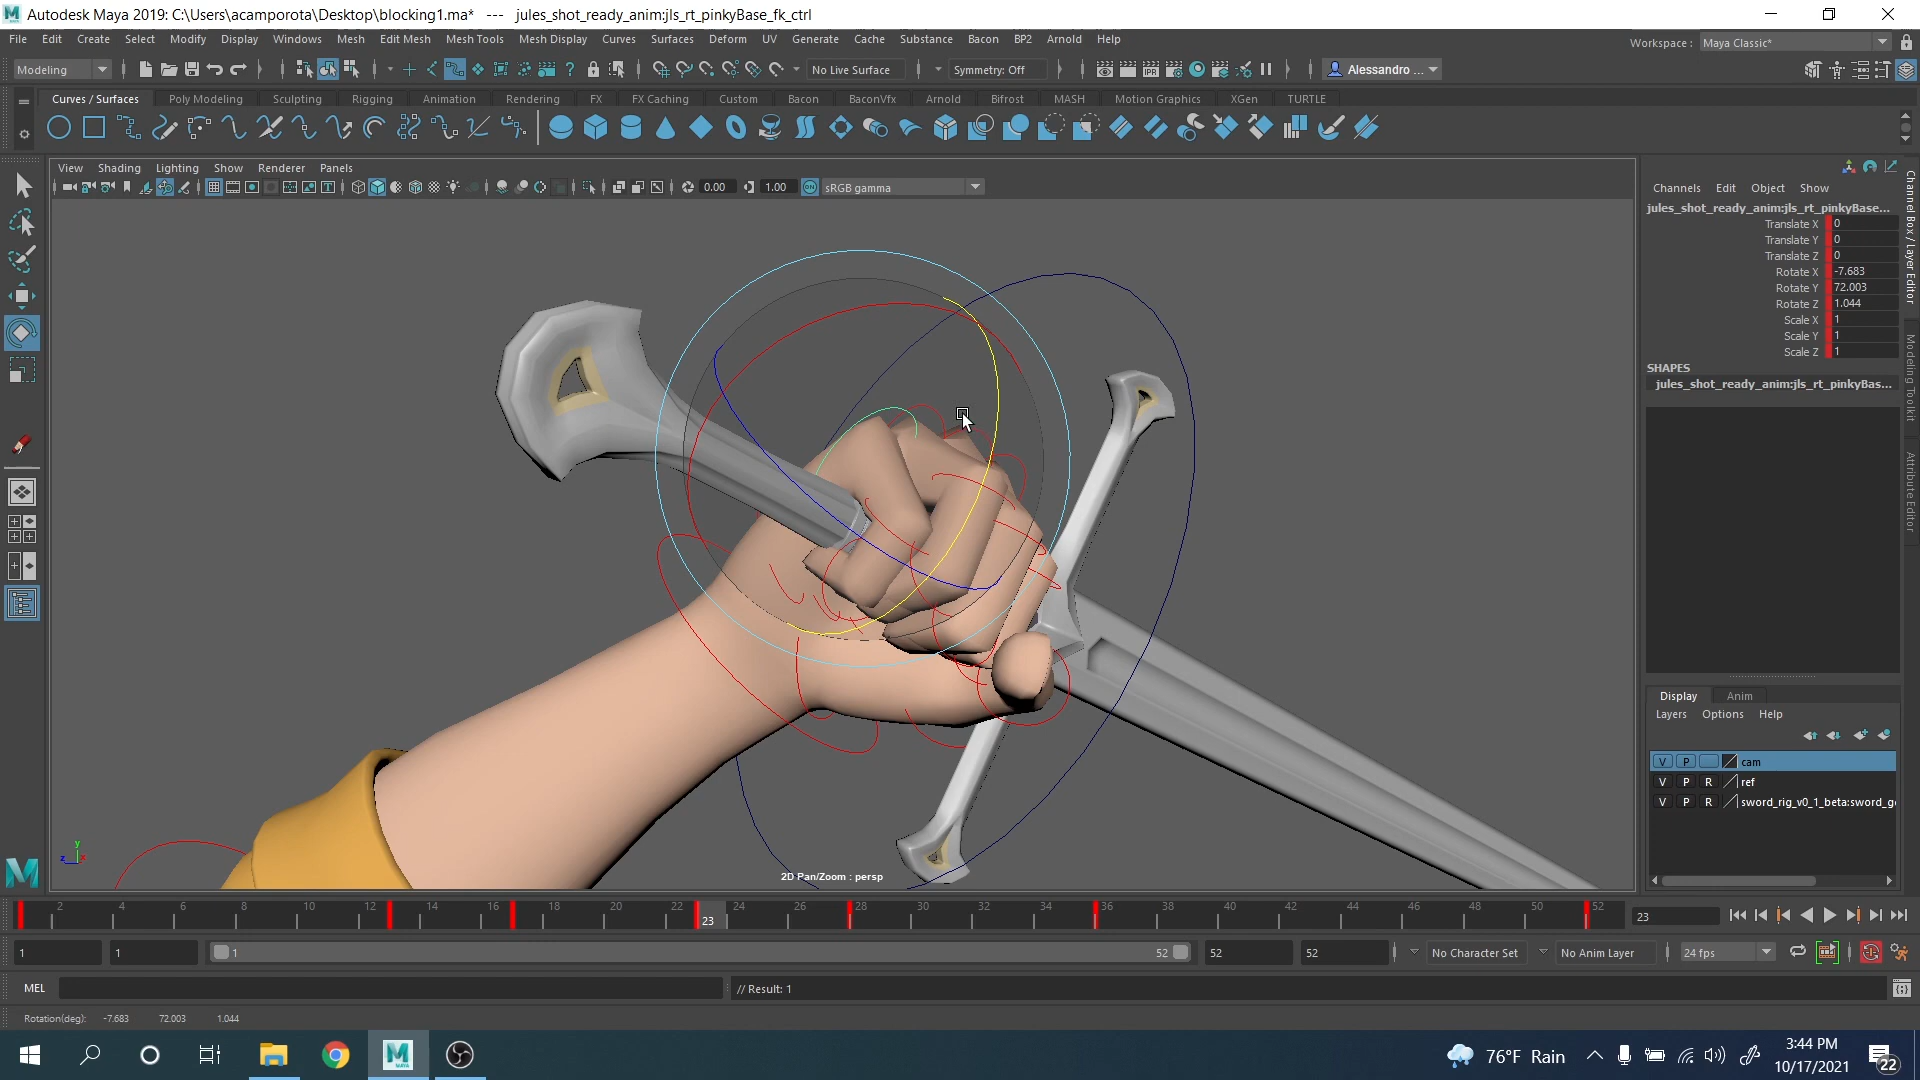 Autodesk Maya 2019: C:\Users\acamporota\Desktop\blocking1.ma* --- jules_shot_ready_anim:jls_rt_pinkyBase_fk_ctrl
File Edit Create Select Modify Display Windows Mesh Edit Mesh Mesh Tools Mesh Display Curves Surfaces Deform UV Generate Cache Substance Bacon BP2 Arnold Help
Workspace : Maya Classic*
Modeling No Live Surface Symmetry: Off Alessandro ...
Curves / Surfaces Poly Modeling Sculpting Rigging Animation Rendering FX FX Caching Custom Bacon BaconVfx Arnold Bifrost MASH Motion Graphics XGen TURTLE
View Shading Lighting Show Renderer Panels
0.00 1.00 ON sRGB gamma
Channels Edit Object Show
jules_shot_ready_anim:jls_rt_pinkyBase...
Translate X 0
Translate Y 0
Translate Z 0
Rotate X -7.683
Rotate Y 72.003
Rotate Z 1.044
Scale X 1
Scale Y 1
Scale Z 1
SHAPES
jules_shot_ready_anim:jls_rt_pinkyBas...
Channel Box / Layer Editor
Modeling Toolkit
Attribute Editor
Display Anim
Layers Options Help
V P cam
V P R ref
V P R sword_rig_v0_1_beta:sword_g
y
z
2D Pan/Zoom : persp
2 4 6 8 10 12 14 16 18 20 22 24 26 28 30 32 34 36 38 40 42 44 46 48 50 52
23 23
1 1 1 52 52 52 No Character Set No Anim Layer 24 fps
MEL // Result: 1
Rotation(deg): -7.683 72.003 1.044
76°F Rain
3:44 PM
10/17/2021
22